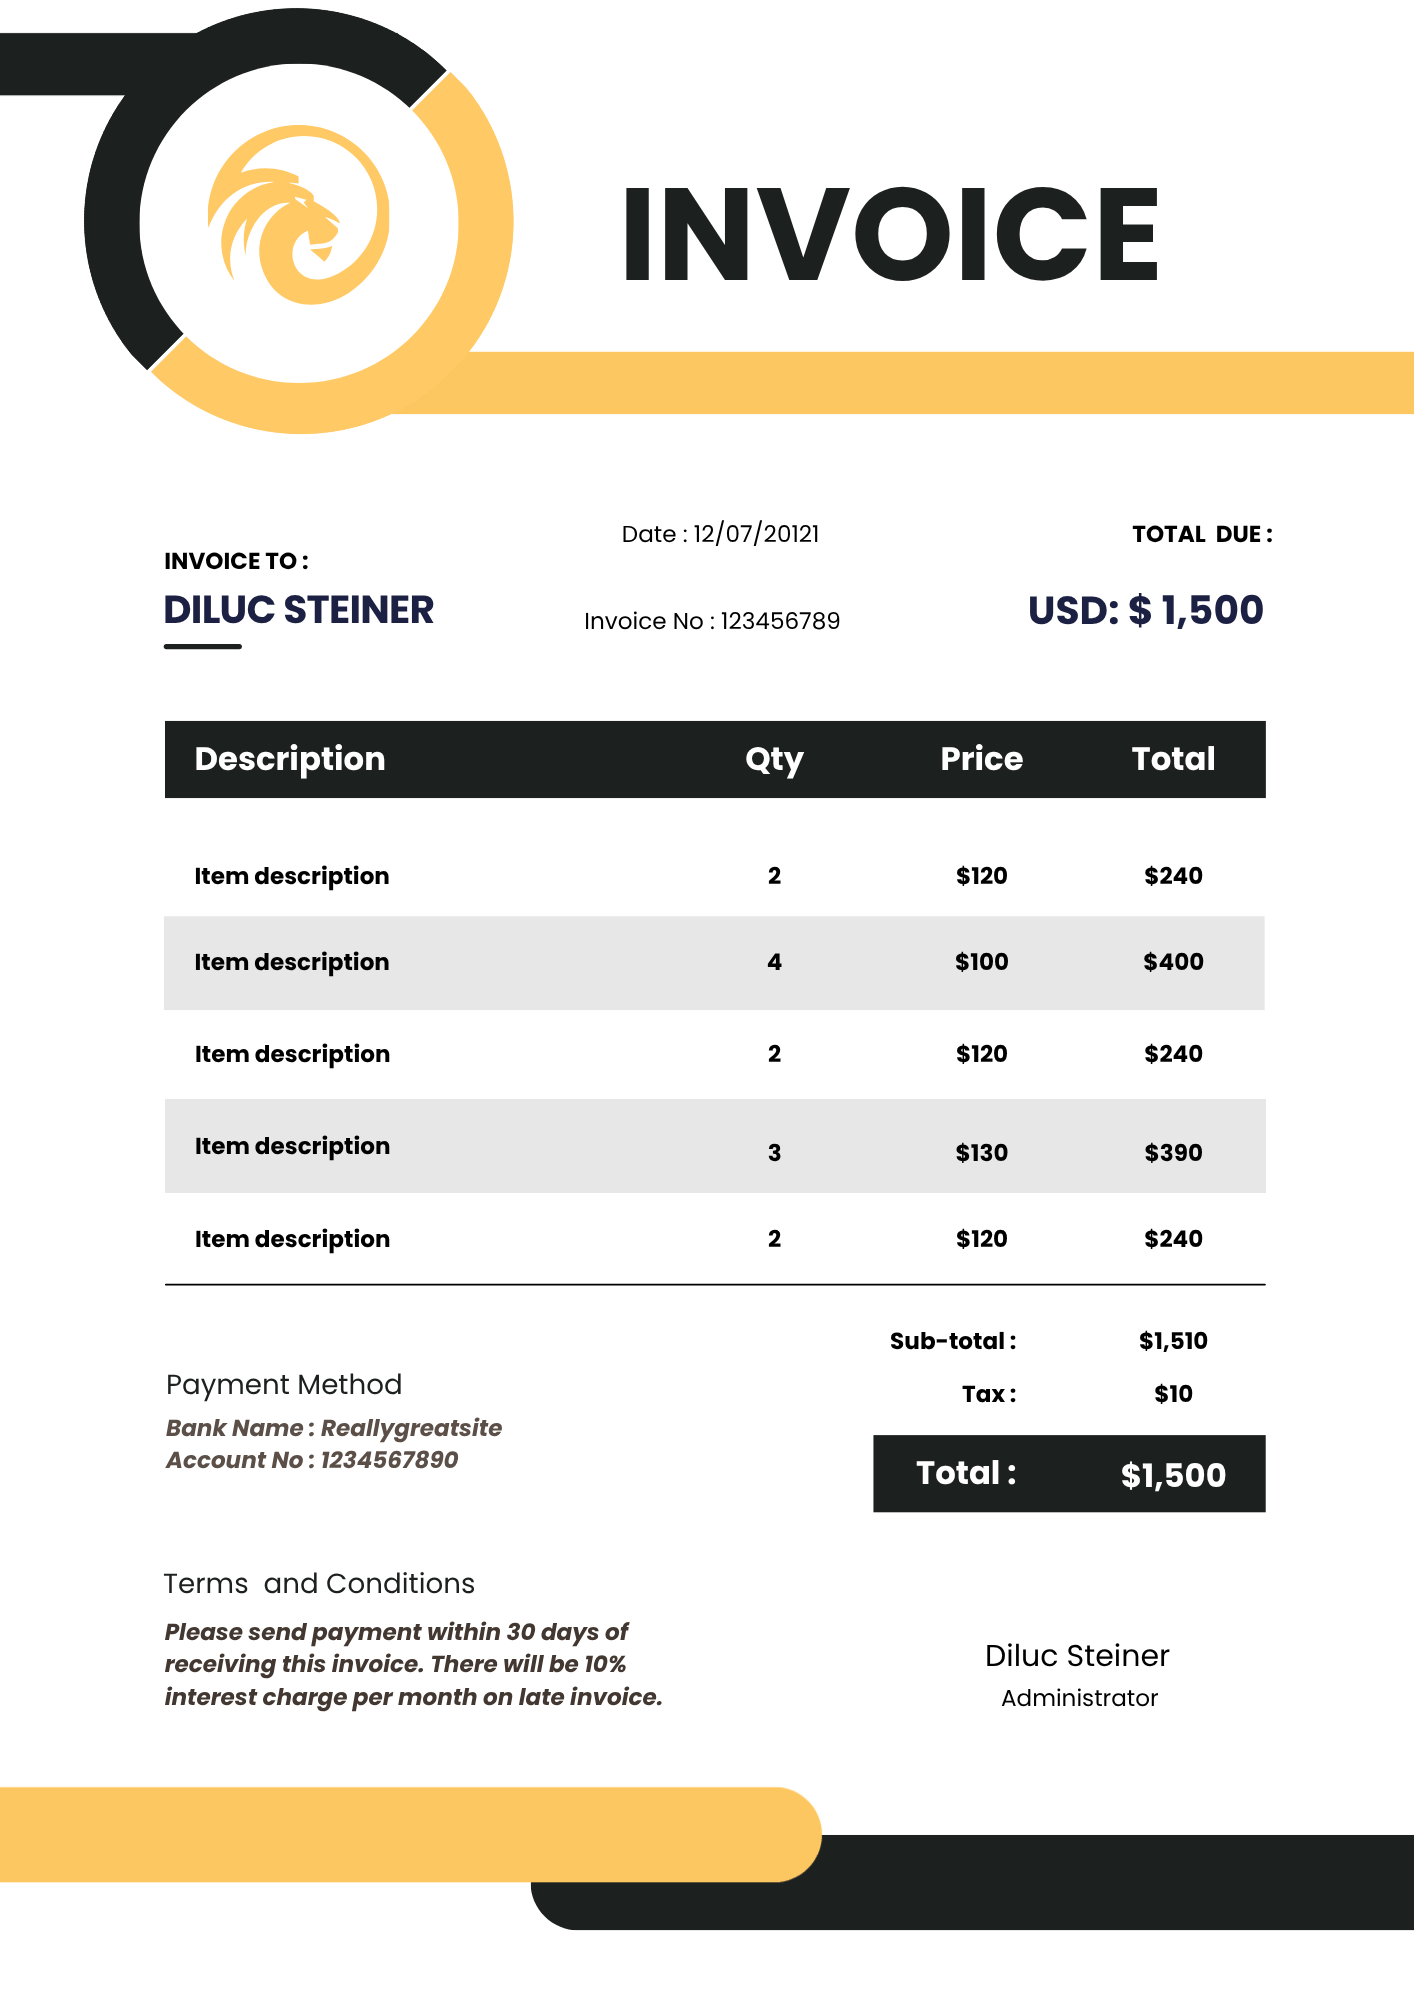 INVOICE
Date : 12/07/20121
TOTAL  DUE :
INVOICE TO :
DILUC STEINER
Invoice No : 123456789
USD: $ 1,500
Description Qty Price Total
Item description 2 $120 $240
Item description 4 $100 $400
Item description 2 $120 $240
Item description 3 $130 $390
Item description 2 $120 $240
Sub-total : $1,510
Tax : $10
Total : $1,500
Payment Method
Bank Name : Reallygreatsite
Account No : 1234567890
Terms  and Conditions
Please send payment within 30 days of
receiving this invoice. There will be 10%
interest charge per month on late invoice.
Diluc Steiner
Administrator